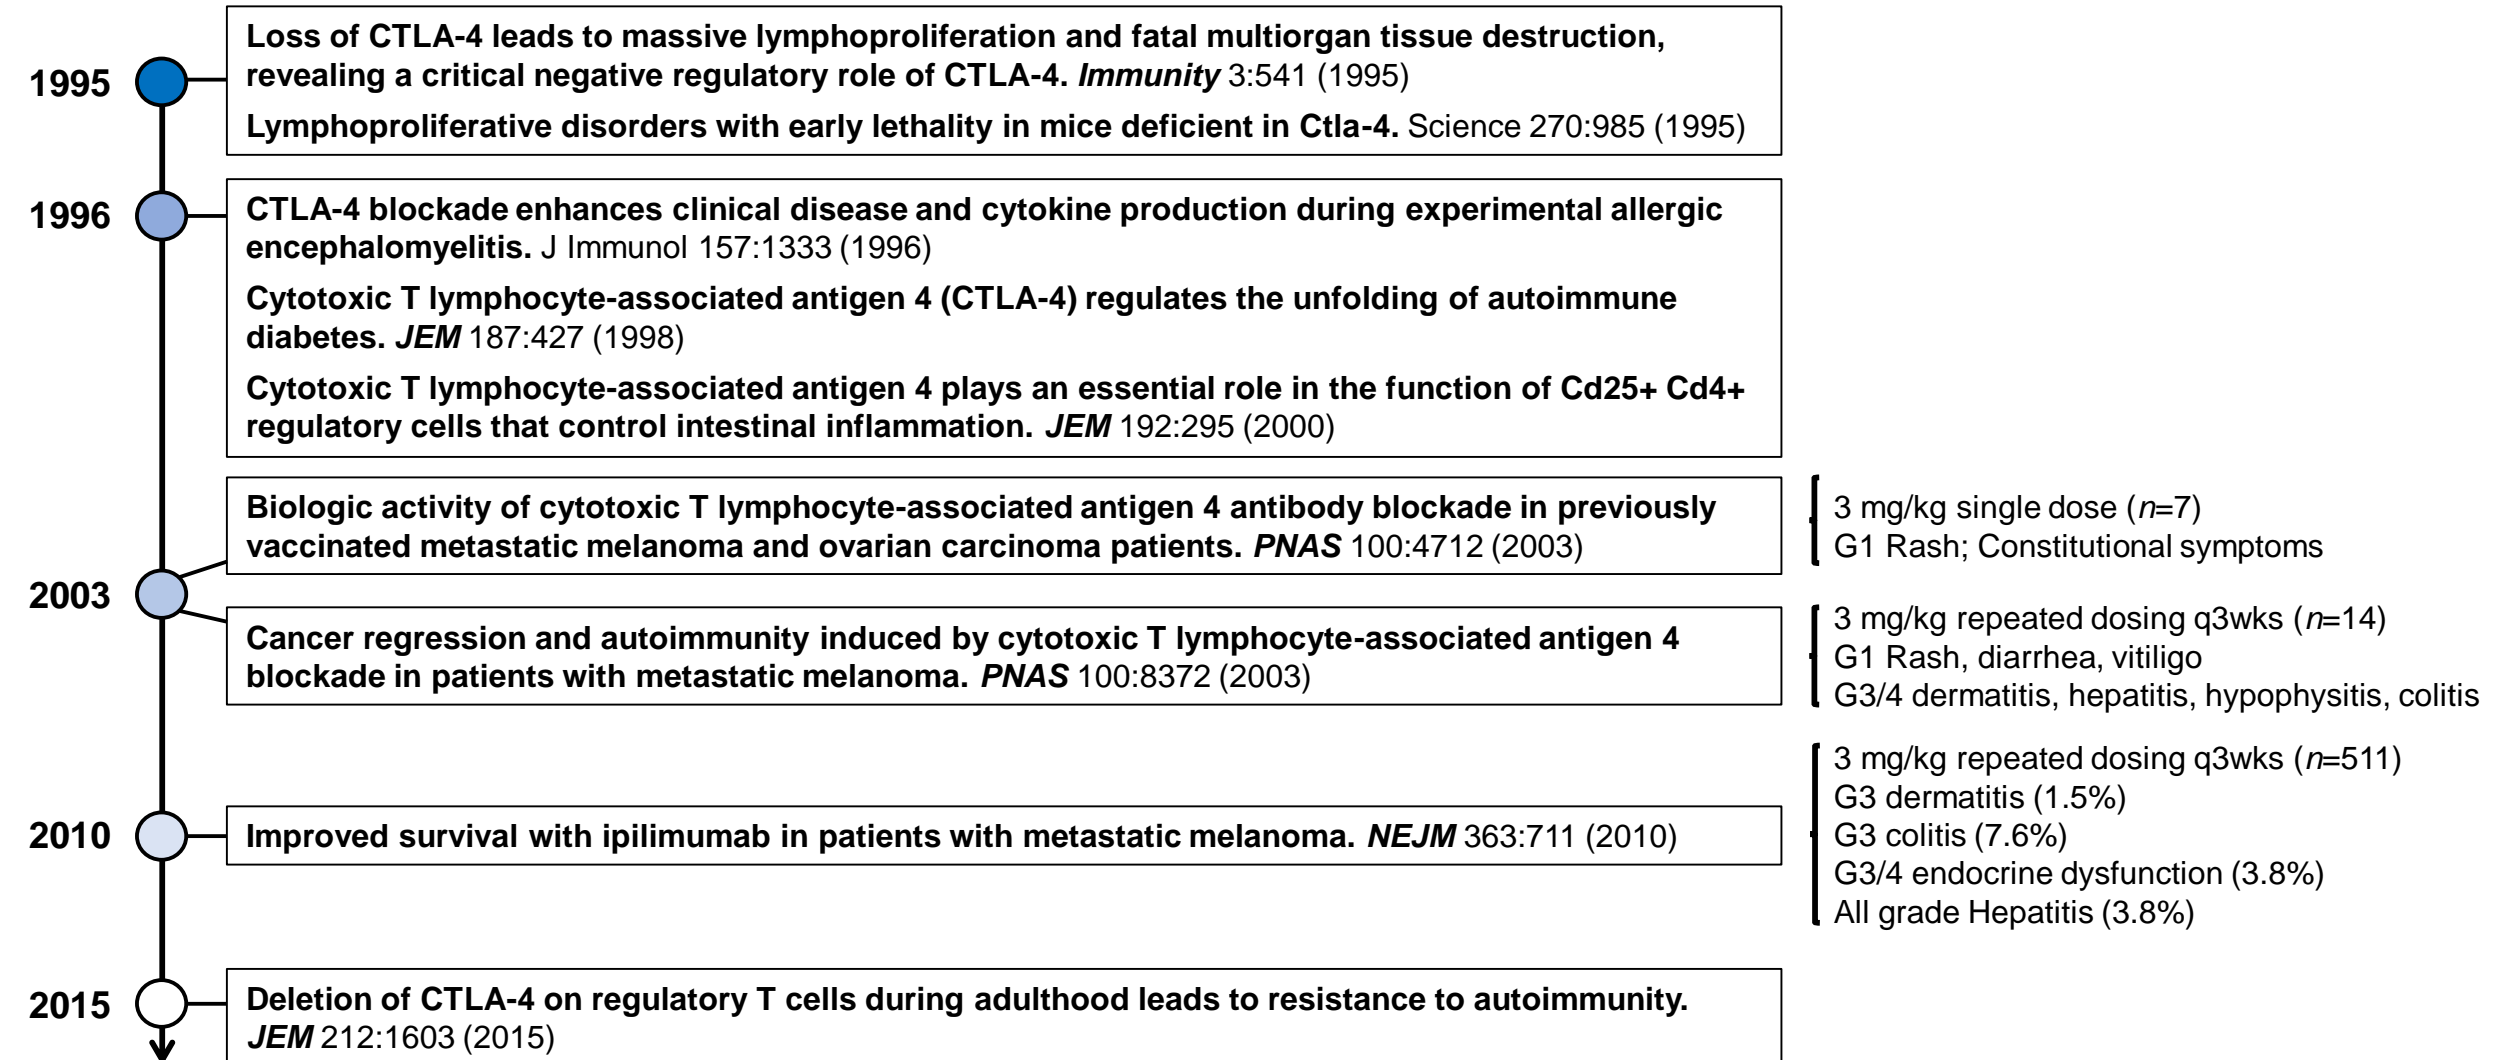 1995
Loss of CTLA-4 leads to massive lymphoproliferation and fatal multiorgan tissue destruction,
revealing a critical negative regulatory role of CTLA-4. Immunity 3:541 (1995)
Lymphoproliferative disorders with early lethality in mice deficient in Ctla-4. Science 270:985 (1995)
1996
CTLA-4 blockade enhances clinical disease and cytokine production during experimental allergic
encephalomyelitis. J Immunol 157:1333 (1996)
Cytotoxic T lymphocyte-associated antigen 4 (CTLA-4) regulates the unfolding of autoimmune
diabetes. JEM 187:427 (1998)
Cytotoxic T lymphocyte-associated antigen 4 plays an essential role in the function of Cd25+ Cd4+
regulatory cells that control intestinal inflammation. JEM 192:295 (2000)
2003
Biologic activity of cytotoxic T lymphocyte-associated antigen 4 antibody blockade in previously
vaccinated metastatic melanoma and ovarian carcinoma patients. PNAS 100:4712 (2003)
3 mg/kg single dose (n=7)
G1 Rash; Constitutional symptoms
Cancer regression and autoimmunity induced by cytotoxic T lymphocyte-associated antigen 4
blockade in patients with metastatic melanoma. PNAS 100:8372 (2003)
3 mg/kg repeated dosing q3wks (n=14)
G1 Rash, diarrhea, vitiligo
G3/4 dermatitis, hepatitis, hypophysitis, colitis
2010
Improved survival with ipilimumab in patients with metastatic melanoma. NEJM 363:711 (2010)
3 mg/kg repeated dosing q3wks (n=511)
G3 dermatitis (1.5%)
G3 colitis (7.6%)
G3/4 endocrine dysfunction (3.8%)
All grade Hepatitis (3.8%)
2015
Deletion of CTLA-4 on regulatory T cells during adulthood leads to resistance to autoimmunity.
JEM 212:1603 (2015)